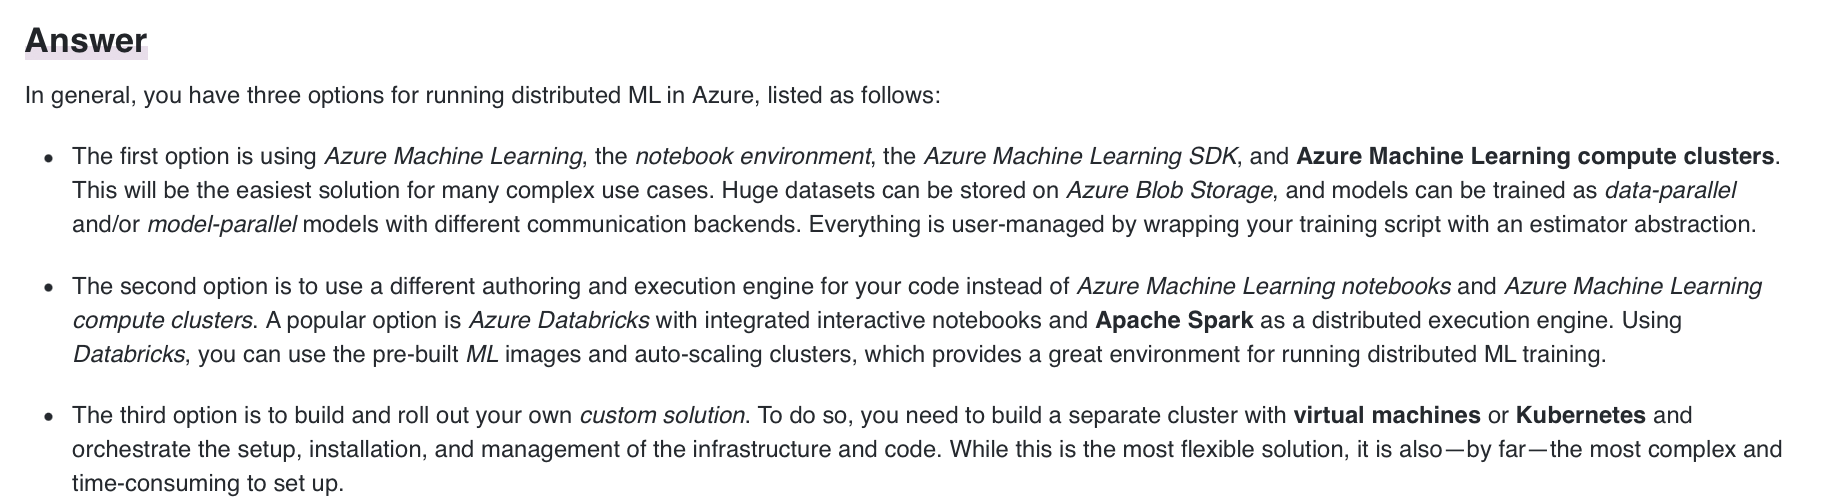 Answer
In general, you have three options for running distributed ML in Azure, listed as follows:
• The first option is using Azure Machine Learning, the notebook environment, the Azure Machine Learning SDK, and Azure Machine Learning compute clusters.
This will be the easiest solution for many complex use cases. Huge datasets can be stored on Azure Blob Storage, and models can be trained as data-parallel
and/or model-parallel models with different communication backends. Everything is user-managed by wrapping your training script with an estimator abstraction.
• The second option is to use a different authoring and execution engine for your code instead of Azure Machine Learning notebooks and Azure Machine Learning
compute clusters. A popular option is Azure Databricks with integrated interactive notebooks and Apache Spark as a distributed execution engine. Using
Databricks, you can use the pre-built ML images and auto-scaling clusters, which provides a great environment for running distributed ML training.
• The third option is to build and roll out your own custom solution. To do so, you need to build a separate cluster with virtual machines or Kubernetes and
orchestrate the setup, installation, and management of the infrastructure and code. While this is the most flexible solution, it is also—by far—the most complex and
time-consuming to set up.